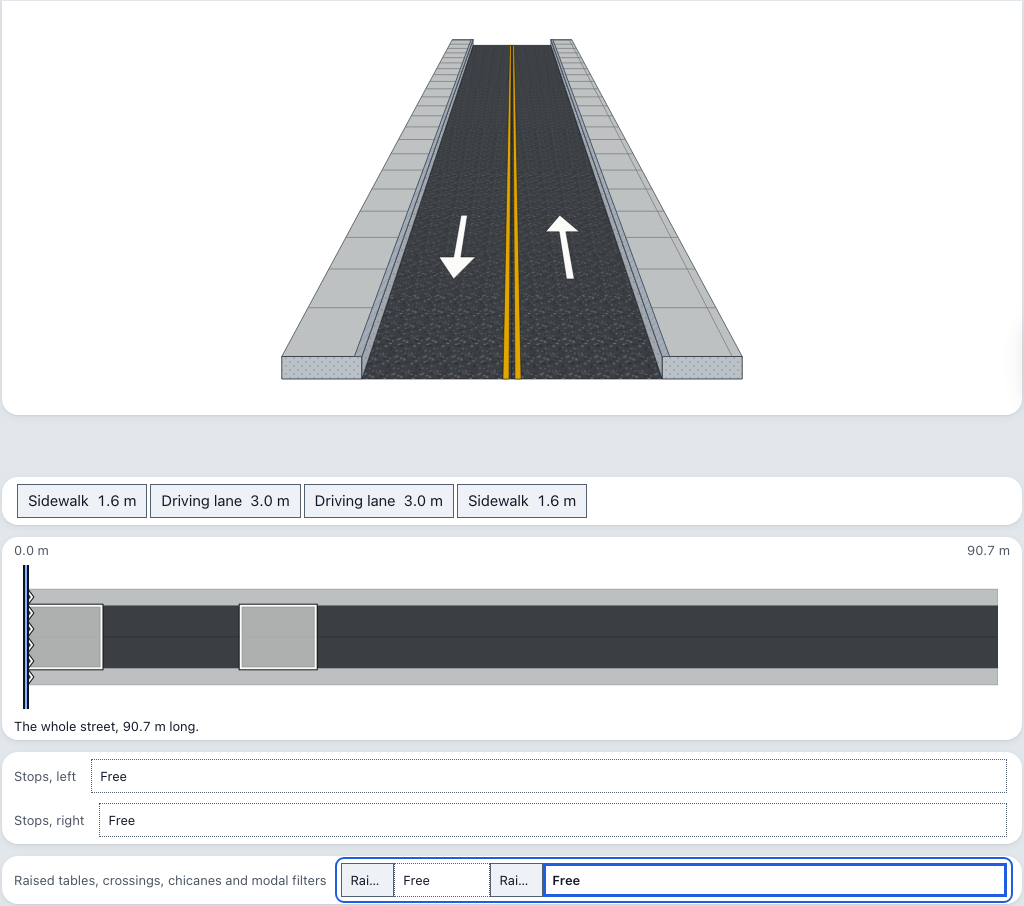 Sidewalk 1.6 m Driving lane 3.0 m Driving lane 3.0 m Sidewalk 1.6 m
0.0 m 90.7 m
The whole street, 90.7 m long.
Stops, left Free
Stops, right Free
Raised tables, crossings, chicanes and modal filters Rai... Free Rai... Free